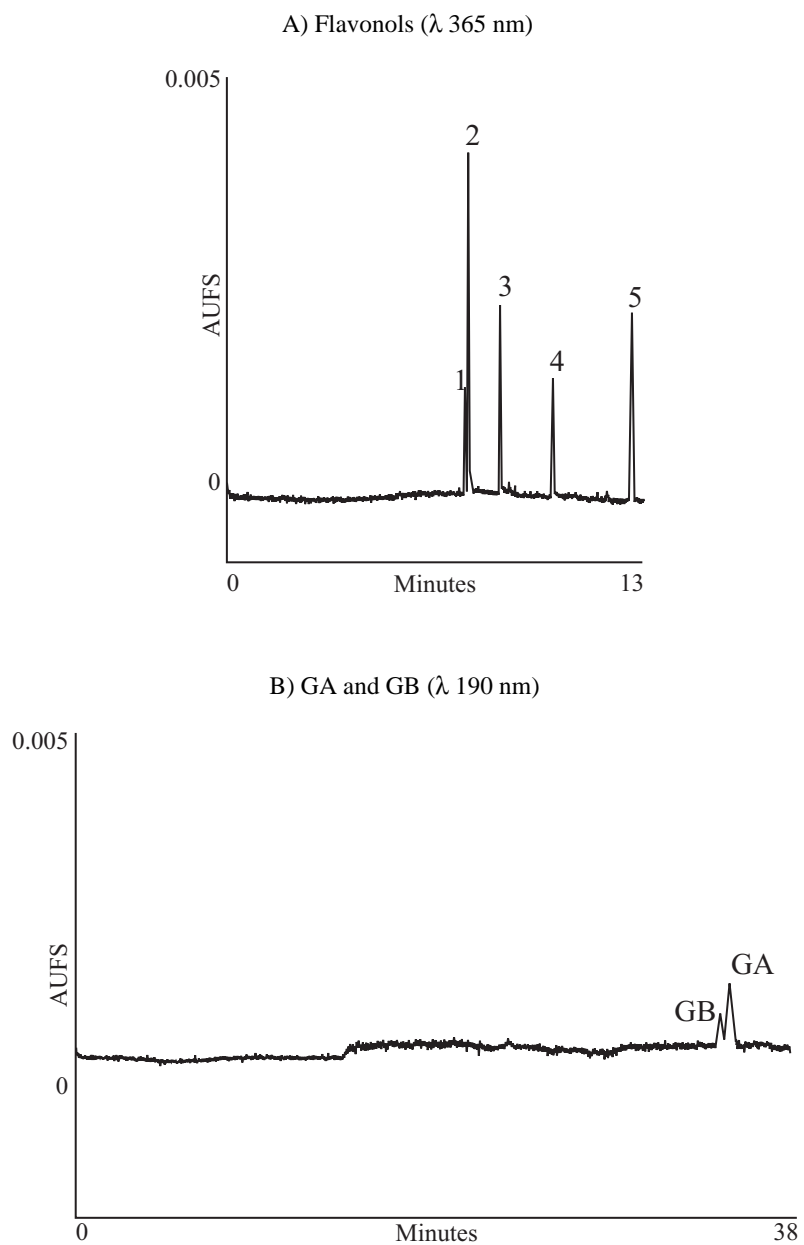 A) Flavonols (λ 365 nm)
0.005
2
3
5
AUFS
4
1
0
0
Minutes
13
B) GA and GB (λ 190 nm)
0.005
AUFS
GA
GB
0
0
Minutes
38